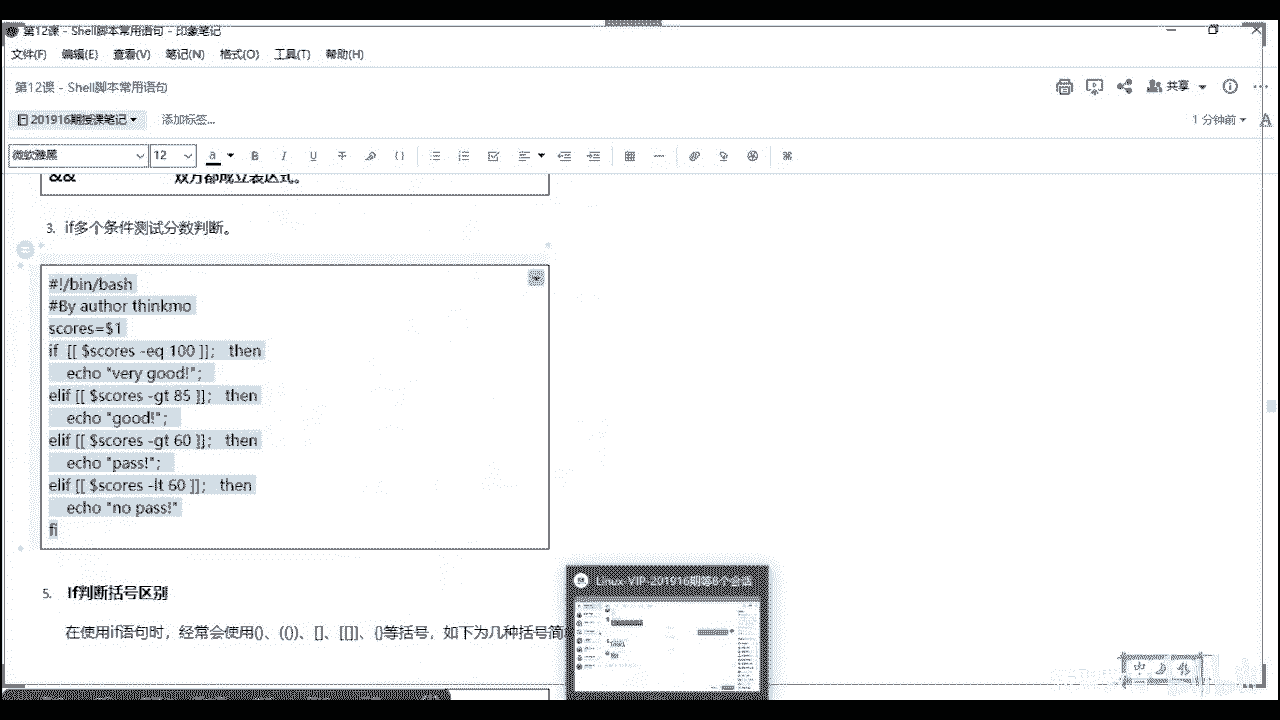 第12课 - Shell脚本常用语句 - 印象笔记
文件(F) 编辑(E) 查看(V) 笔记(N) 格式(O) 工具(T) 帮助(H)
第12课 - Shell脚本常用语句
共享
201916期授课笔记
添加标签...
1 分钟前
微软雅黑 12
&& 双方都成立表达式。
3. if多个条件测试分数判断。
#!/bin/bash
#By author thinkmo
scores=$1
if [[ $scores -eq 100 ]]; then
echo "very good!";
elif [[ $scores -gt 85 ]]; then
echo "good!";
elif [[ $scores -gt 60 ]]; then
echo "pass!";
elif [[ $scores -lt 60 ]]; then
echo "no pass!"
fi
5. If判断括号区别
在使用if语句时，经常会使用()、(())、[]、[[]]、{}等括号，如下为几种括号简
Linux-VIP-201916期等8个会话